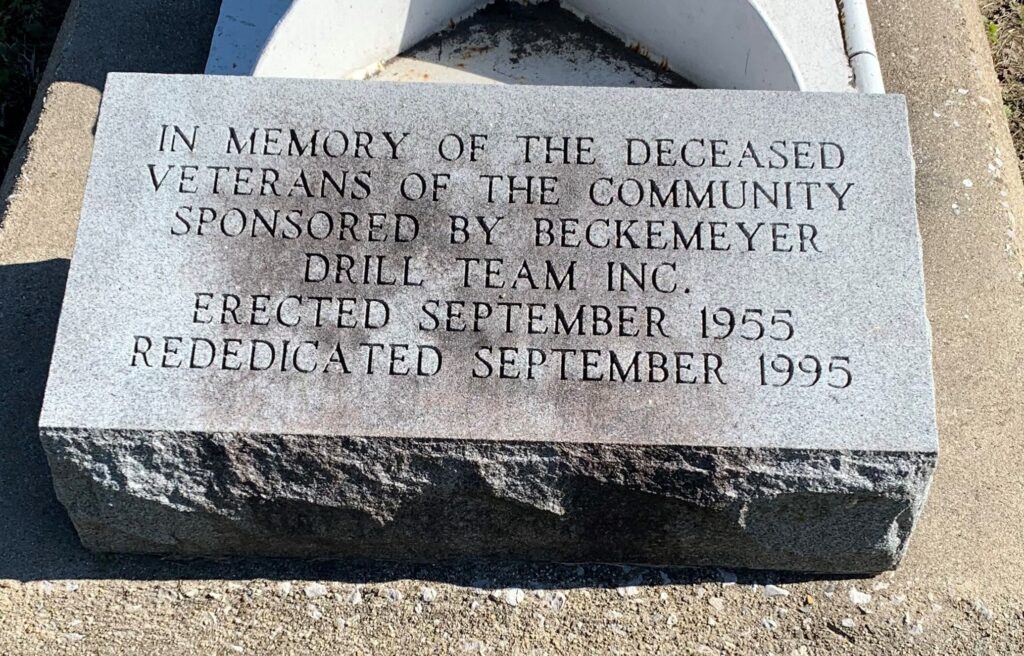 IN MEMORY OF THE DECEASED
VETERANS OF THE COMMUNITY
SPONSORED BY BECKEMEYER
DRILL TEAM INC.
ERECTED SEPTEMBER 1955
REDEDICATED SEPTEMBER 1995